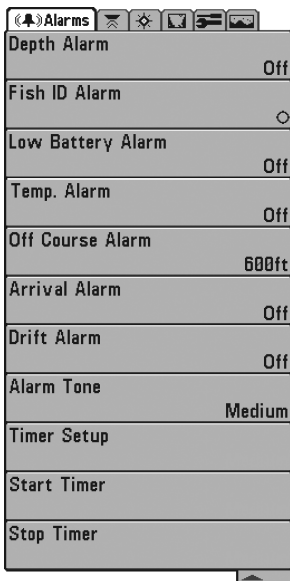 Alarms
Depth Alarm
Off
Fish ID Alarm
Low Battery Alarm
Off
Temp. Alarm
Off
Off Course Alarm
600ft
Arrival Alarm
Off
Drift Alarm
Off
Alarm Tone
Medium
Timer Setup
Start Timer
Stop Timer